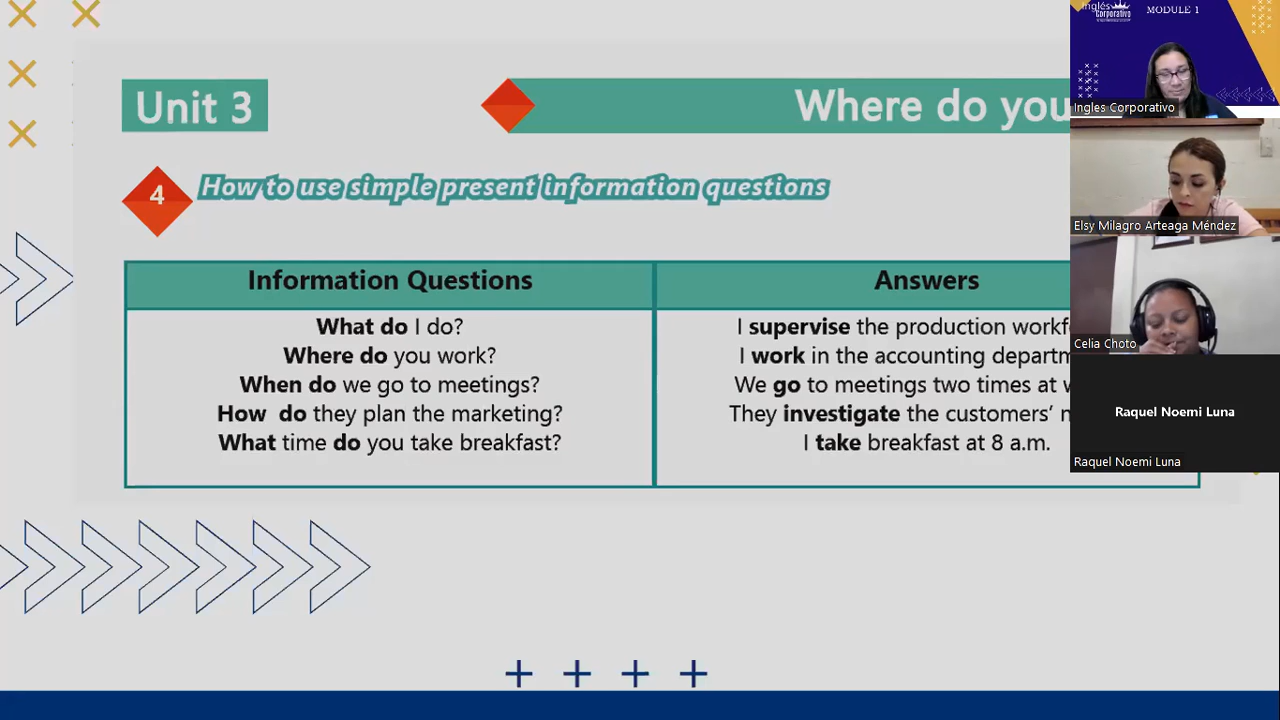 Unit 3
Where do you
4
How to use simple present information questions
Information Questions
Answers
What do I do?
I supervise the production workf
Where do you work?
I work in the accounting departm
When do we go to meetings?
We go to meetings two times at w
How do they plan the marketing?
They investigate the customers’ n
What time do you take breakfast?
I take breakfast at 8 a.m.
Inglés
Corporativo
MODULE 1
Ingles Corporativo
Elsy Milagro Arteaga Méndez
Celia Choto
Raquel Noemi Luna
Raquel Noemi Luna